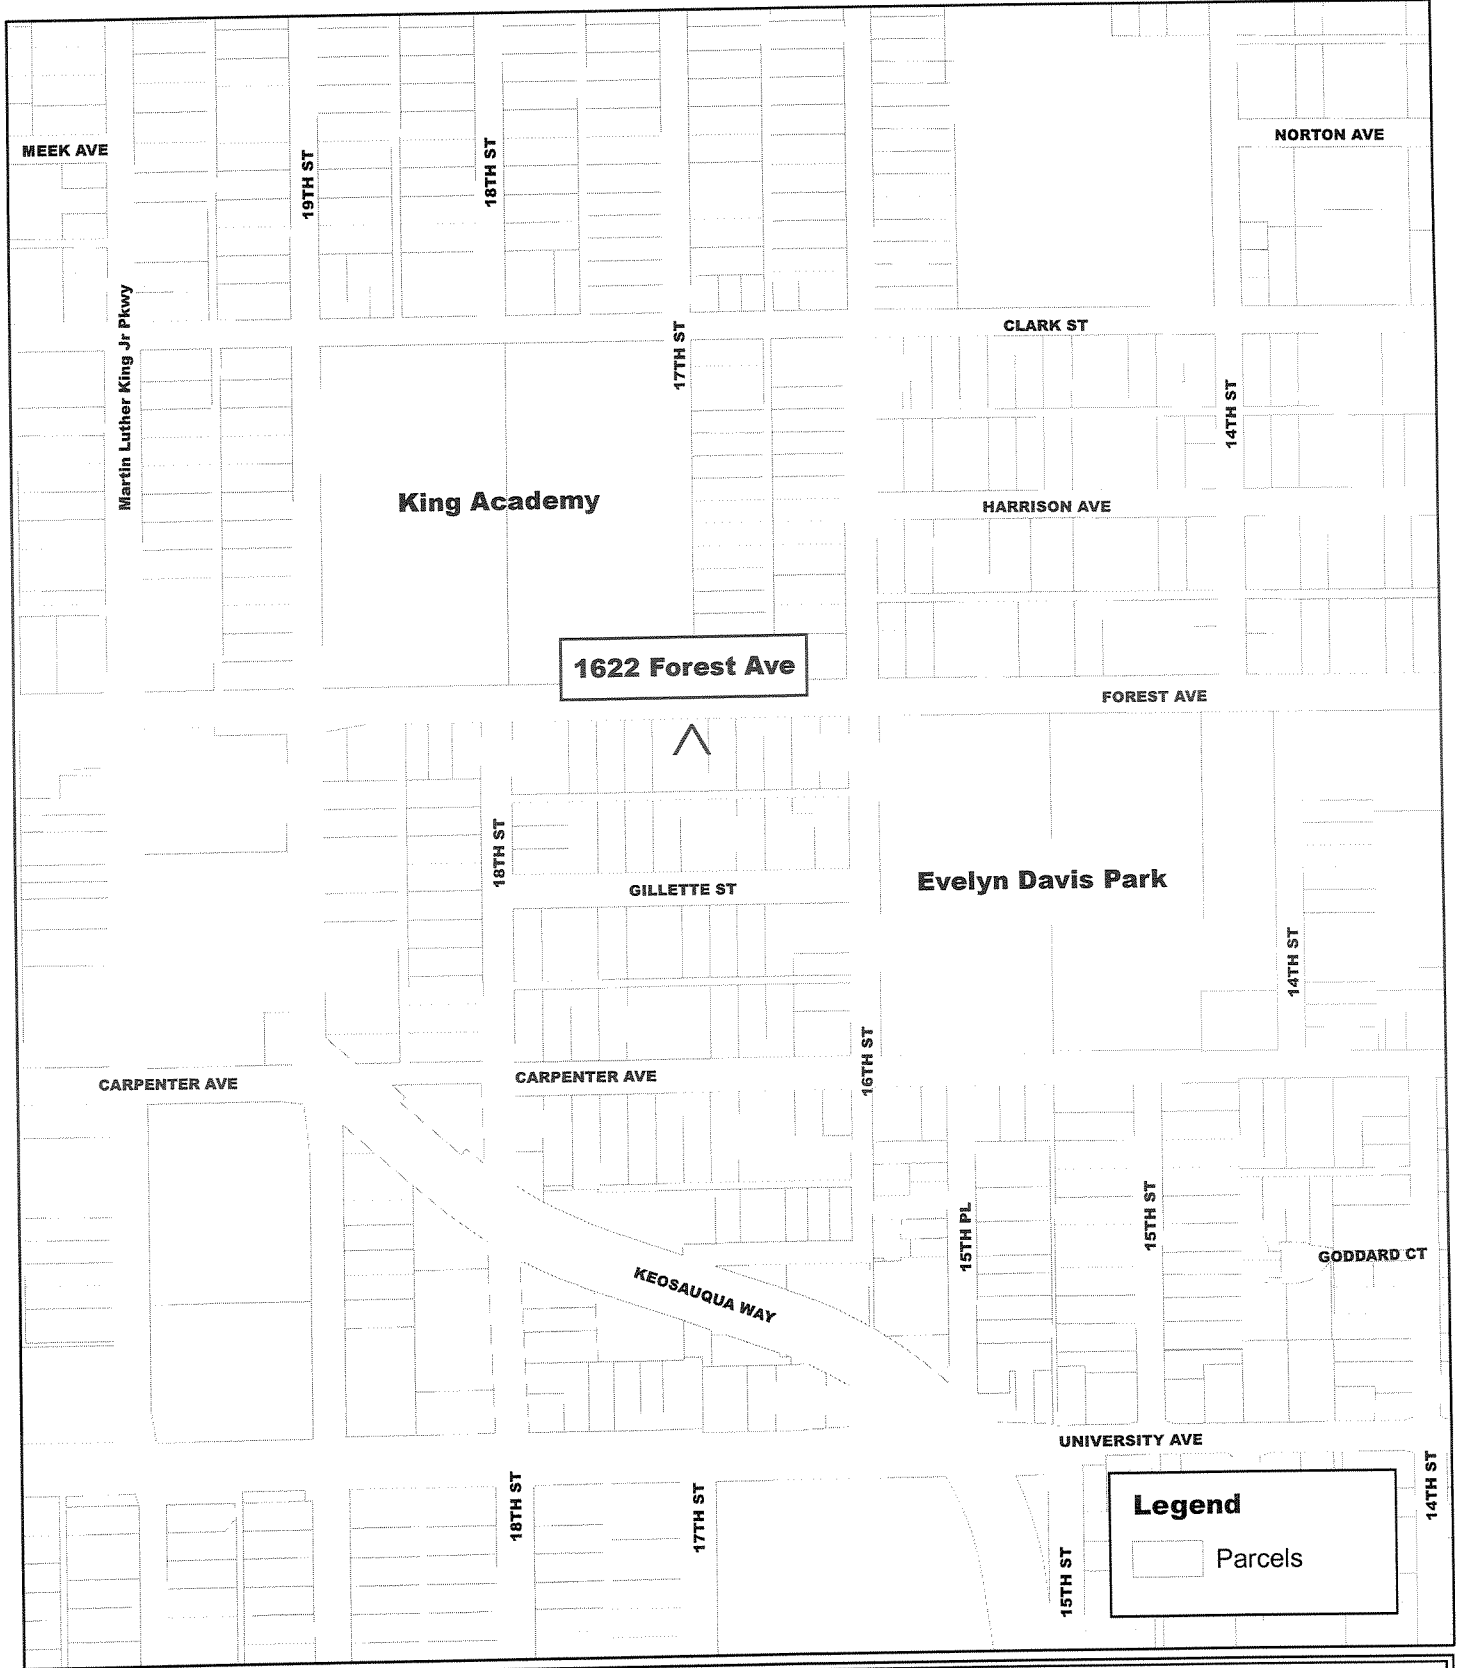 MEEK AVE
19TH ST
18TH ST
NORTON AVE
Martin Luther King Jr Pkwy
17TH ST
CLARK ST
14TH ST
King Academy
HARRISON AVE
1622 Forest Ave
FOREST AVE
18TH ST
GILLETTE ST
Evelyn Davis Park
14TH ST
16TH ST
CARPENTER AVE
CARPENTER AVE
15TH PL
15TH ST
GODDARD CT
KEOSAUQUA WAY
UNIVERSITY AVE
18TH ST
17TH ST
15TH ST
14TH ST
Legend
Parcels